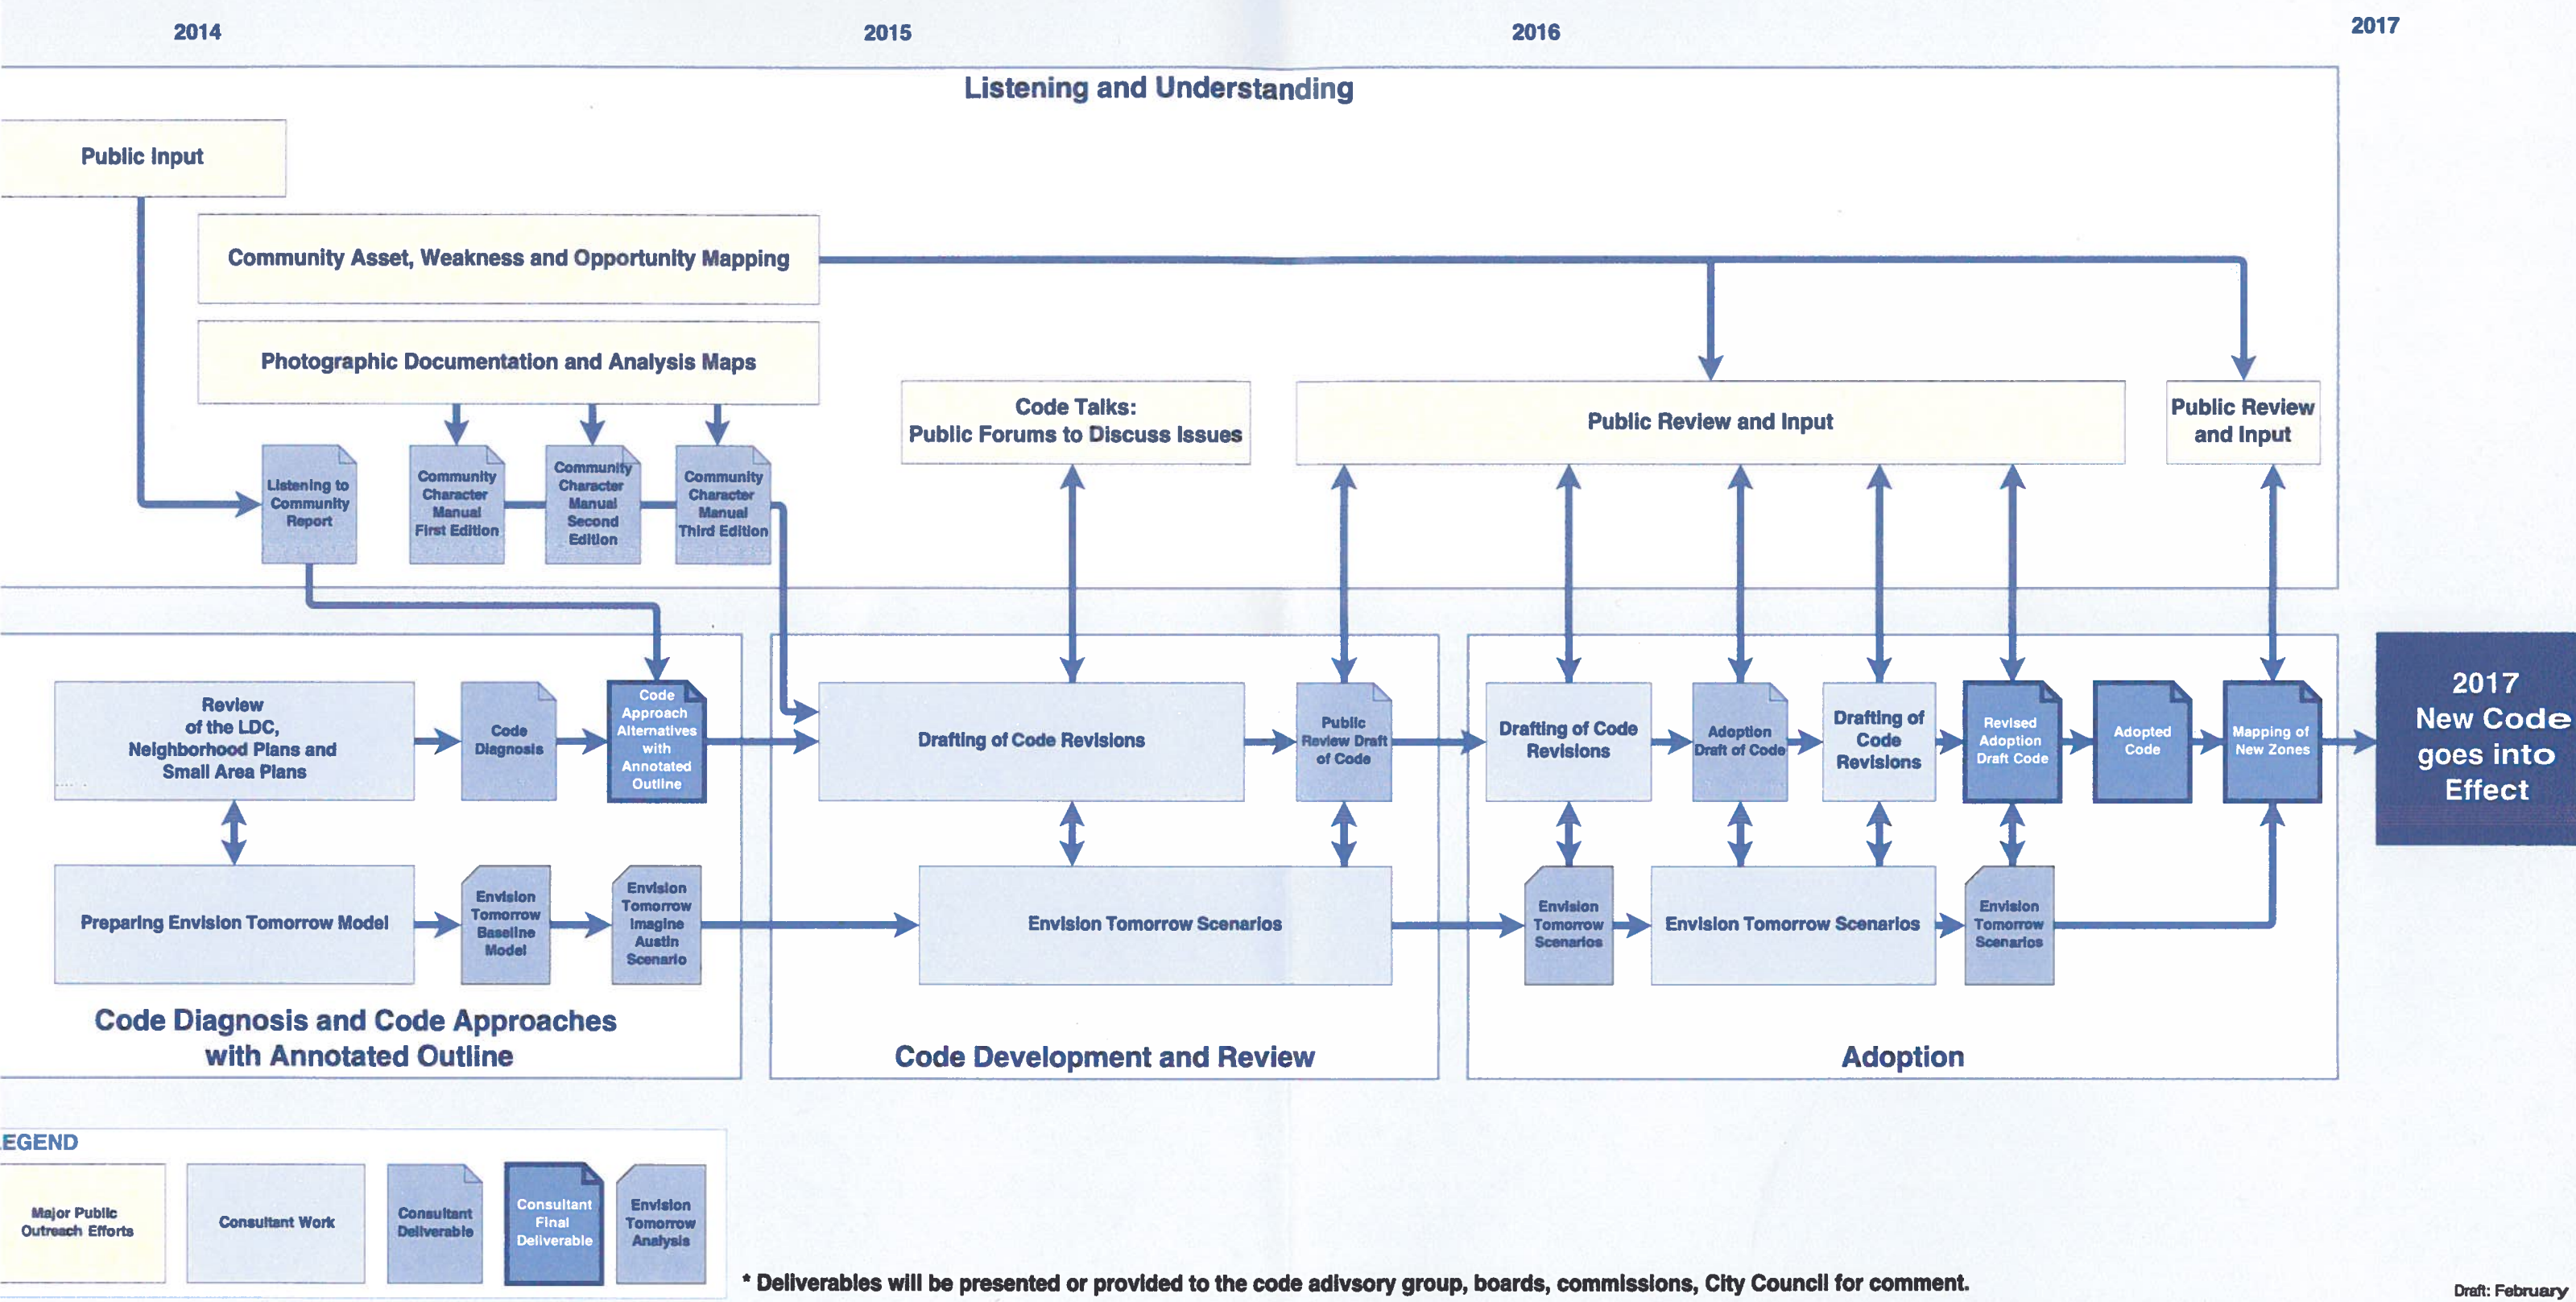 2014
2015
2016
2017
Listening and Understanding
Public Input
Community Asset, Weakness and Opportunity Mapping
Photographic Documentation and Analysis Maps
Code Talks:
Public Forums to Discuss Issues
Public Review and Input
Public Review
and Input
Listening to
Community
Report
Community
Character
Manual
First Edition
Community
Character
Manual
Second
Edition
Community
Character
Manual
Third Edition
Review
of the LDC,
Neighborhood Plans and
Small Area Plans
Code
Diagnosis
Code
Approach
Alternatives
with
Annotated
Outline
Drafting of Code Revisions
Public
Review Draft
of Code
Drafting of Code
Revisions
Adoption
Draft of Code
Drafting of
Code
Revisions
Revised
Adoption
Draft Code
Adopted
Code
Mapping of
New Zones
2017
New Code
goes into
Effect
Preparing Envision Tomorrow Model
Envision
Tomorrow
Baseline
Model
Envision
Tomorrow
Imagine
Austin
Scenario
Envision Tomorrow Scenarios
Envision
Tomorrow
Scenarios
Envision Tomorrow Scenarios
Envision
Tomorrow
Scenarios
Code Diagnosis and Code Approaches
with Annotated Outline
Code Development and Review
Adoption
EGEND
Major Public
Outreach Efforts
Consultant Work
Consultant
Deliverable
Consultant
Final
Deliverable
Envision
Tomorrow
Analysis
* Deliverables will be presented or provided to the code adivsory group, boards, commissions, City Council for comment.
Draft: February